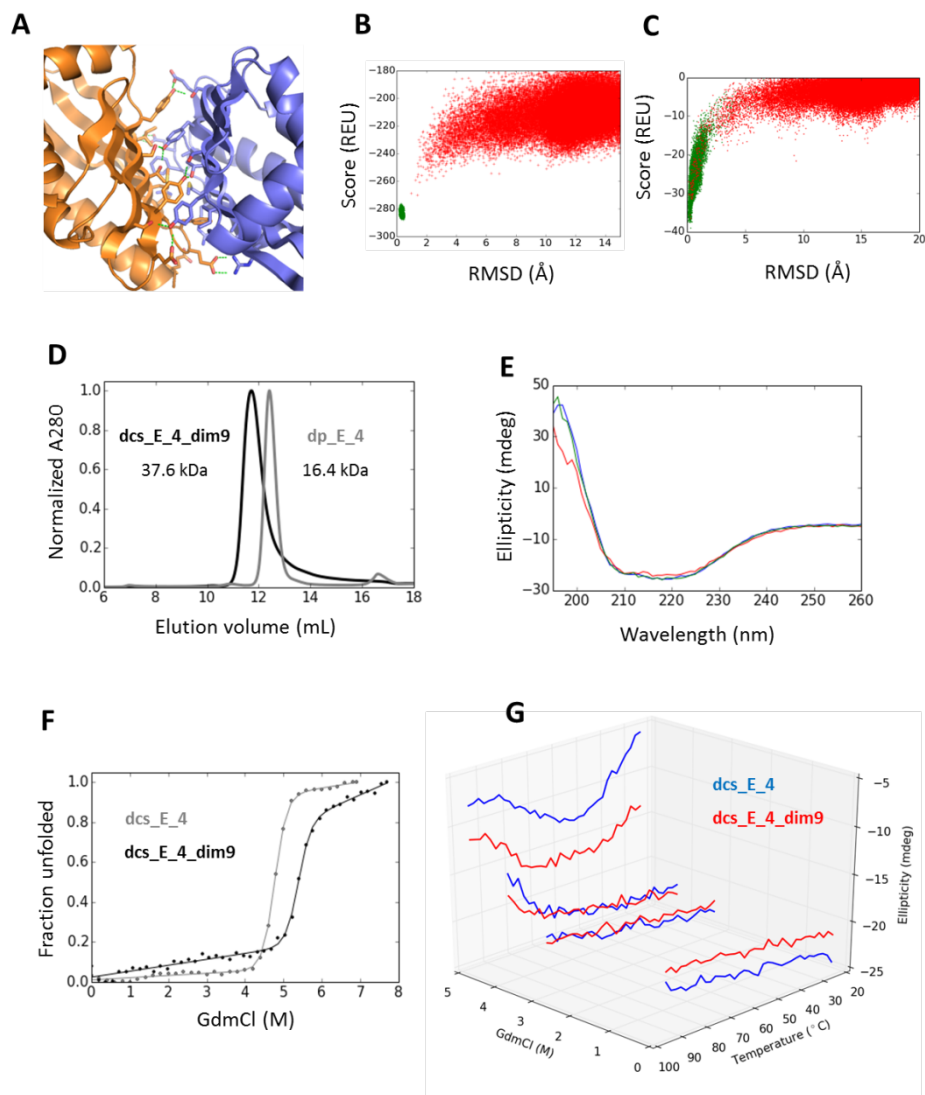 A
B
−180
−200
−220
−240
−260
−280
−300
Score (REU)
0 2 4 6 8 10 12 14
RMSD (Å)
C
0
−10
−20
−30
−40
Score (REU)
0 5 10 15 20
RMSD (Å)
D
1.0
0.8
0.6
0.4
0.2
0.0
Normalized A280
dcs_E_4_dim9
37.6 kDa
dp_E_4
16.4 kDa
6 8 10 12 14 16 18
Elution volume (mL)
E
50
30
10
−10
−30
Ellipticity (mdeg)
200 210 220 230 240 250 260
Wavelength (nm)
F
1.0
0.8
0.6
0.4
0.2
0.0
Fraction unfolded
dcs_E_4
dcs_E_4_dim9
0 1 2 3 4 5 6 7 8
GdmCl (M)
G
dcs_E_4
dcs_E_4_dim9
−5
−10
−15
−20
−25
Ellipticity (mdeg)
5 4 3 2 1 0
GdmCl (M)
100 90 80 70 60 50 40 30 20
Temperature (°C)